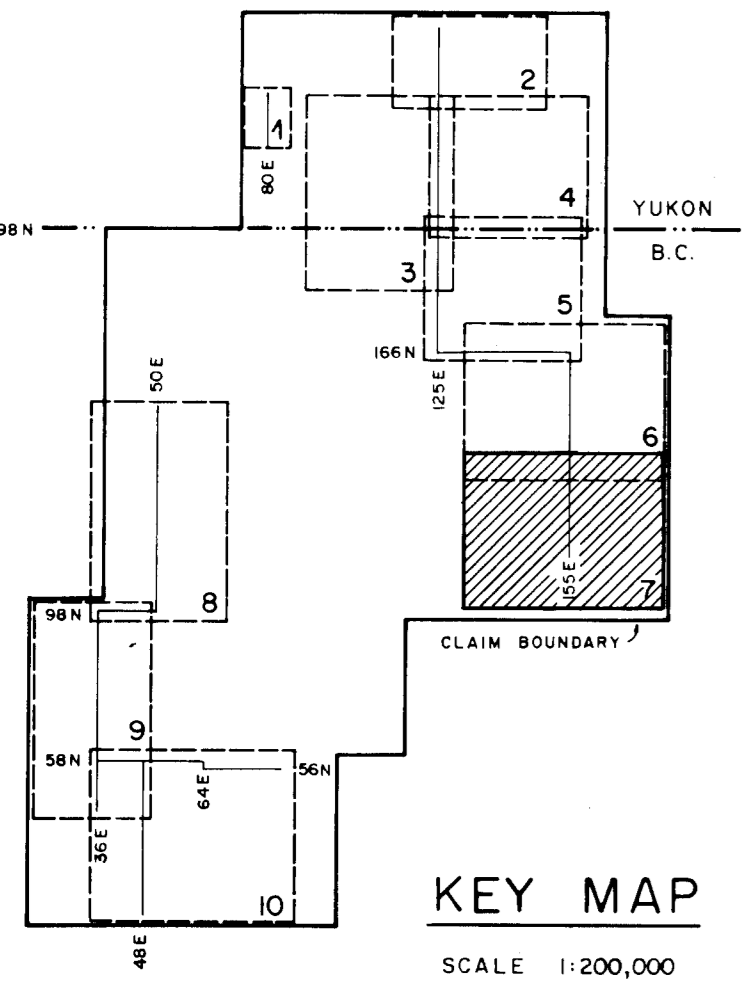 2
1
80E
4
98N
YUKON
B.C.
3
5
166N
50E
125E
6
8
155E
7
98N
CLAIM BOUNDARY
9
58N
64E
56N
36E
10
48E
KEY MAP
SCALE 1:200,000